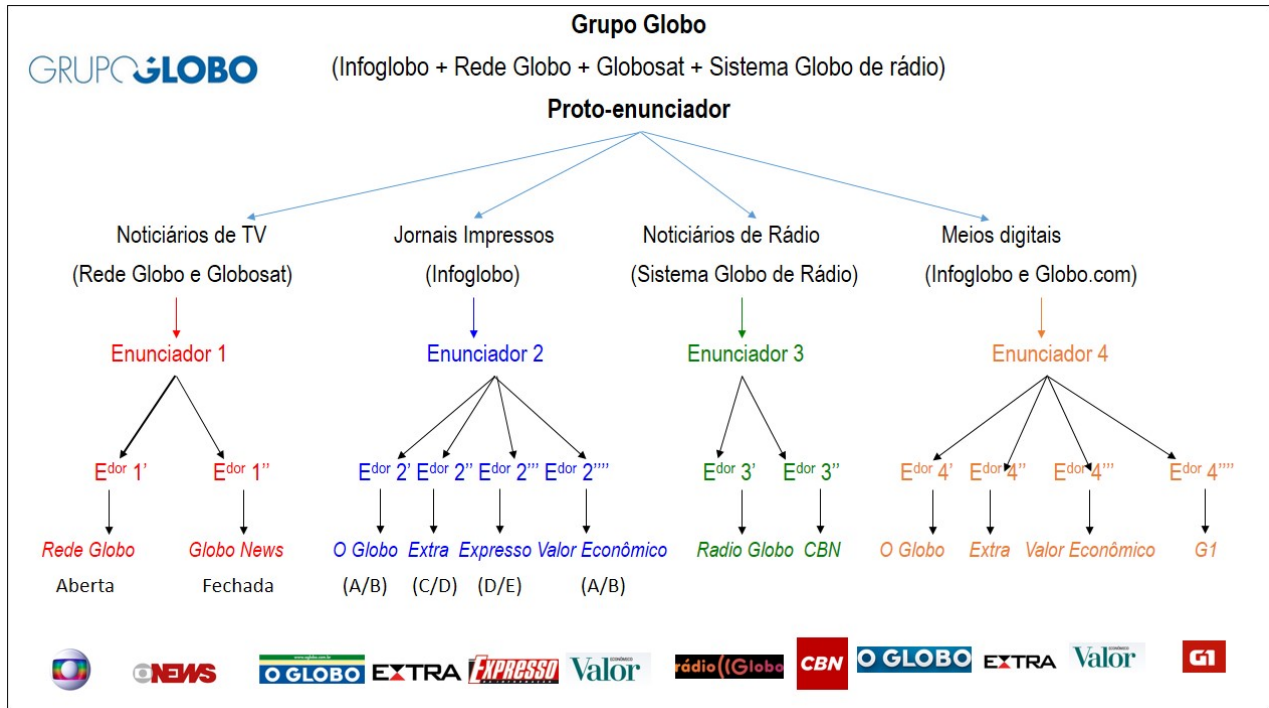 Grupo Globo
GRUPO GLOBO
(Infoglobo + Rede Globo + Globosat + Sistema Globo de rádio)
Proto-enunciador
Noticiários de TV Jornais Impressos Noticiários de Rádio Meios digitais
(Rede Globo e Globosat) (Infoglobo) (Sistema Globo de Rádio) (Infoglobo e Globo.com)
Enunciador 1 Enunciador 2 Enunciador 3 Enunciador 4
Edor 1' Edor 1'' Edor 2' Edor 2'' Edor 2''' Edor 2'''' Edor 3' Edor 3'' Edor 4' Edor 4'' Edor 4''' Edor 4''''
Rede Globo Globo News O Globo Extra Expresso Valor Econômico Radio Globo CBN O Globo Extra Valor Econômico G1
Aberta Fechada (A/B) (C/D) (D/E) (A/B)
NEWS O GLOBO EXTRA EXPRESSO Valor ECONÔMICO rádio Globo CBN O GLOBO EXTRA Valor ECONÔMICO G1